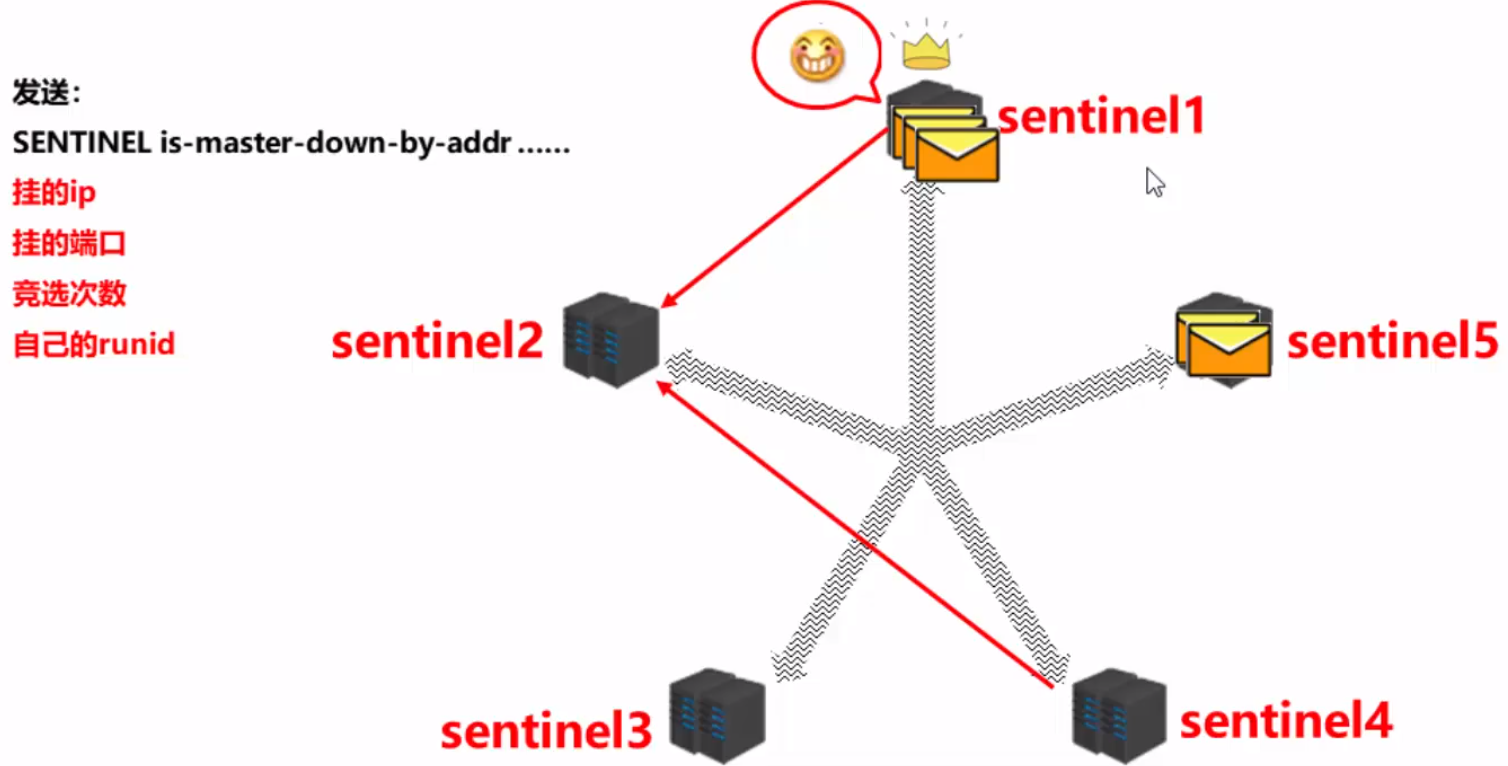 发送：
SENTINEL is-master-down-by-addr ……
挂的ip
挂的端口
竞选次数
自己的runid
sentinel1
sentinel2
sentinel5
sentinel3
sentinel4